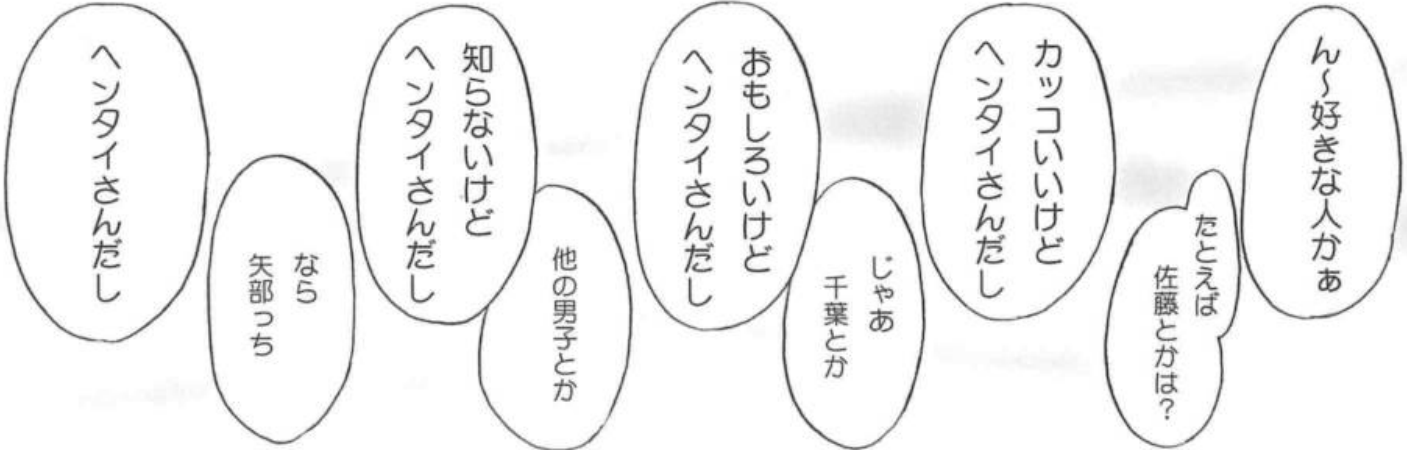 ん～好きな人かぁ
たとえば
佐藤とかは？
カッコいいけど
ヘンタイさんだし
じゃあ
千葉とか
おもしろいけど
ヘンタイさんだし
他の男子とか
知らないけど
ヘンタイさんだし
なら
矢部っち
ヘンタイさんだし